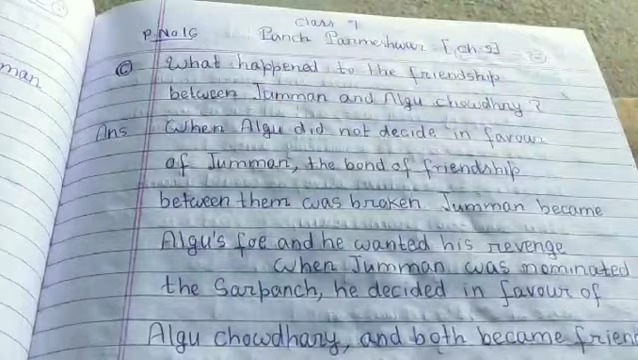 man.
Class 7
P.No 16 Panch Parmeshwar [Ch-2]
(c) What happened to the friendship
between Jumman and Algu chowdhry?
Ans When Algu did not decide in favour
of Jumman, the bond of friendship
between them was broken Jumman became
Algu's foe and he wanted his revenge
When Jumman was nominated
the Sarpanch, he decided in favour of
Algu chowdhary, and both became frien